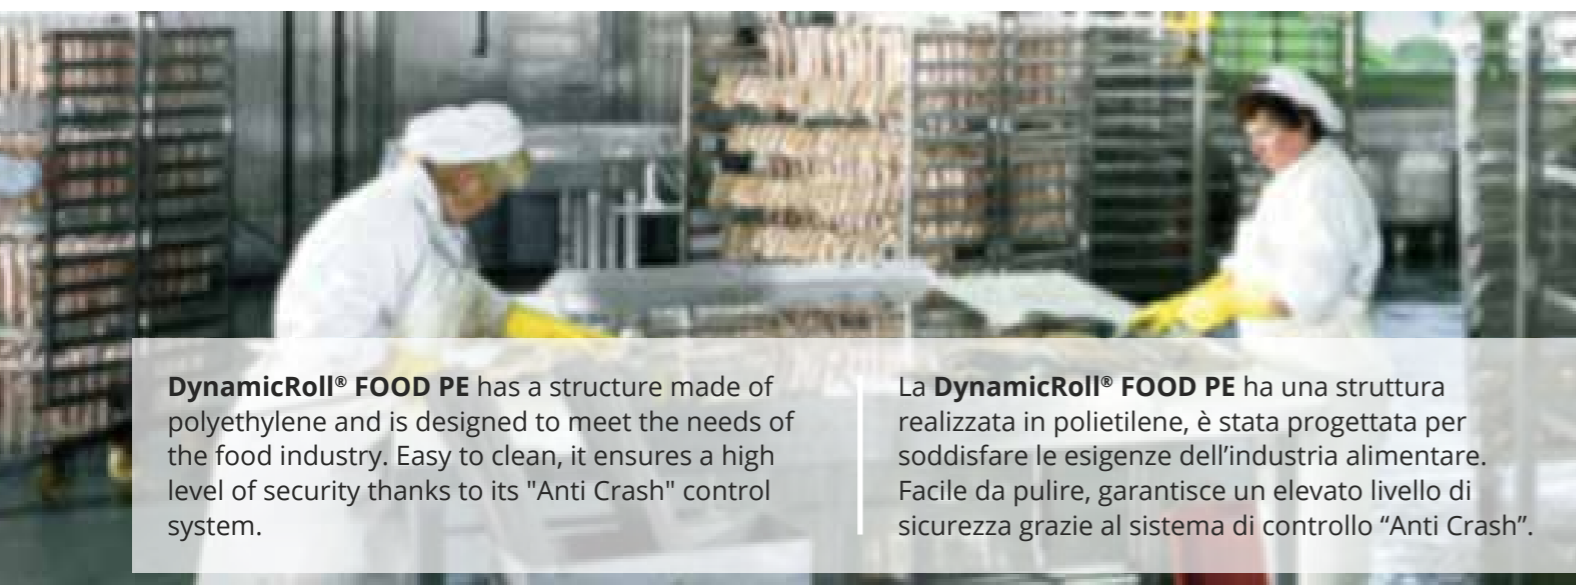 DynamicRoll® FOOD PE has a structure made of
polyethylene and is designed to meet the needs of
the food industry. Easy to clean, it ensures a high
level of security thanks to its "Anti Crash" control
system.
La DynamicRoll® FOOD PE ha una struttura
realizzata in polietilene, è stata progettata per
soddisfare le esigenze dell’industria alimentare.
Facile da pulire, garantisce un elevato livello di
sicurezza grazie al sistema di controllo “Anti Crash”.